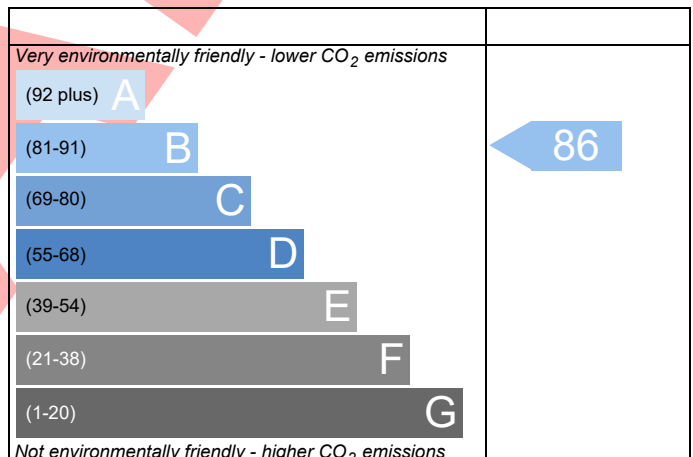 Very environmentally friendly - lower CO2 emissions
(92 plus) A
(81-91) B
86
(69-80) C
(55-68) D
(39-54) E
(21-38) F
(1-20) G
Not environmentally friendly - higher CO2 emissions